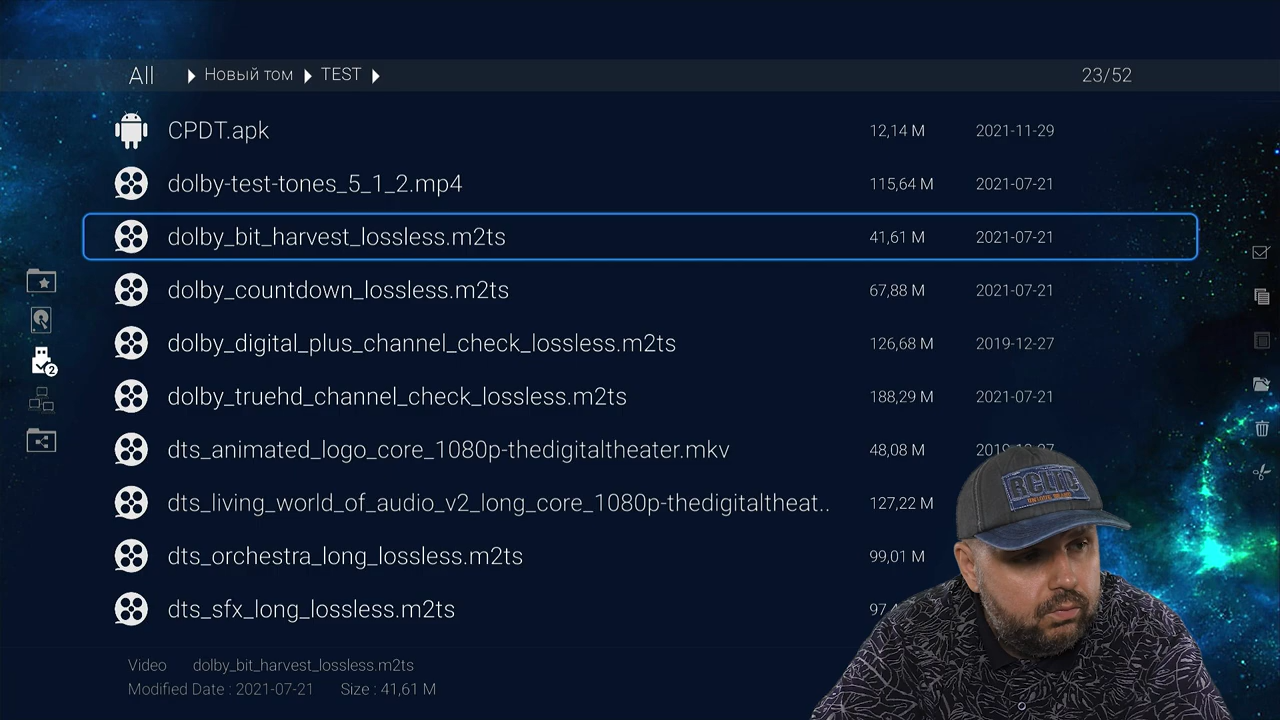 All Новый том TEST 23/52
CPDT.apk 12,14 M 2021-11-29
dolby-test-tones_5_1_2.mp4 115,64 M 2021-07-21
dolby_bit_harvest_lossless.m2ts 41,61 M 2021-07-21
dolby_countdown_lossless.m2ts 67,88 M 2021-07-21
dolby_digital_plus_channel_check_lossless.m2ts 126,68 M 2019-12-27
2
dolby_truehd_channel_check_lossless.m2ts 188,29 M 2021-07-21
dts_animated_logo_core_1080p-thedigitaltheater.mkv 48,08 M 2019-12-27
dts_living_world_of_audio_v2_long_core_1080p-thedigitaltheat.. 127,22 M
dts_orchestra_long_lossless.m2ts 99,01 M
dts_sfx_long_lossless.m2ts
Video dolby_bit_harvest_lossless.m2ts
Modified Date : 2021-07-21 Size : 41,61 M